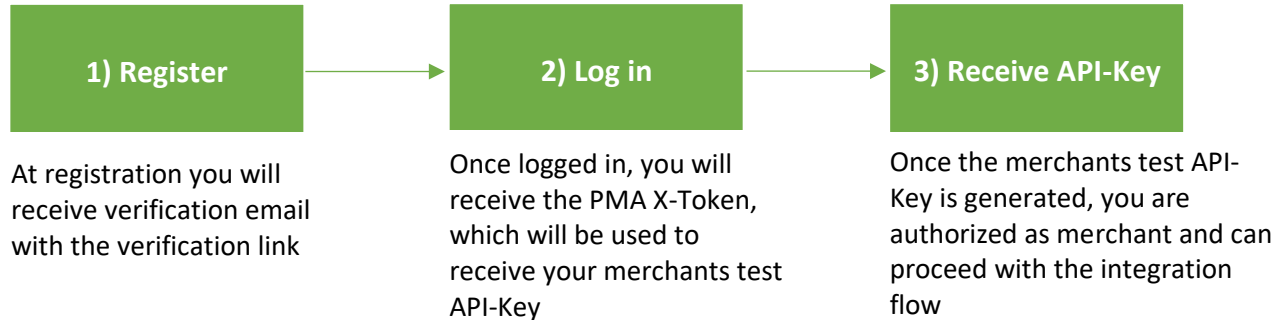 1) Register
2) Log in
3) Receive API-Key
At registration you will
receive verification email
with the verification link
Once logged in, you will
receive the PMA X-Token,
which will be used to
receive your merchants test
API-Key
Once the merchants test API-
Key is generated, you are
authorized as merchant and can
proceed with the integration
flow